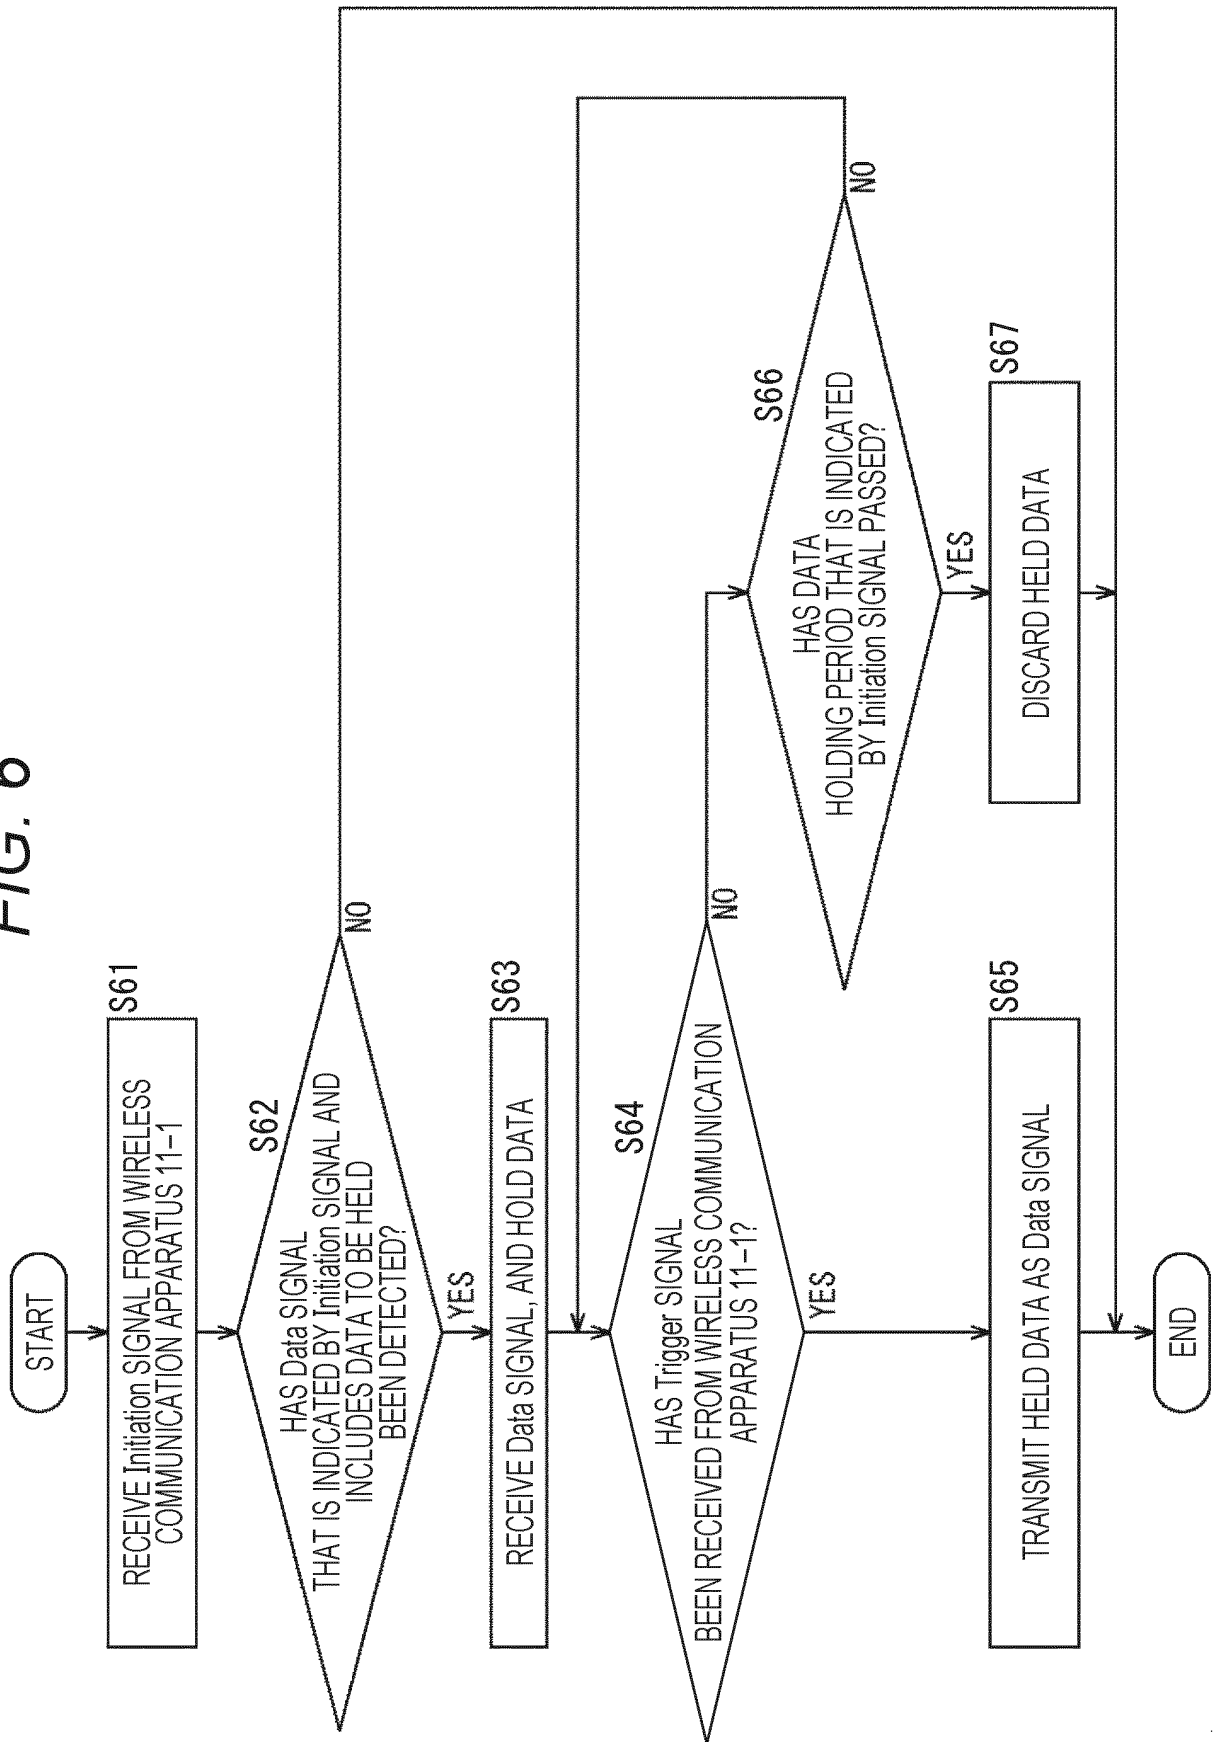 FIG. 6
START
S61
RECEIVE Initiation SIGNAL FROM WIRELESS
COMMUNICATION APPARATUS 11-1
S62
HAS Data SIGNAL
THAT IS INDICATED BY Initiation SIGNAL AND
INCLUDES DATA TO BE HELD
BEEN DETECTED?
NO
YES
S63
RECEIVE Data SIGNAL, AND HOLD DATA
S64
HAS Trigger SIGNAL
BEEN RECEIVED FROM WIRELESS COMMUNICATION
APPARATUS 11-1?
NO
YES
S66
HAS DATA
HOLDING PERIOD THAT IS INDICATED
BY Initiation SIGNAL PASSED?
NO
YES
S65
TRANSMIT HELD DATA AS Data SIGNAL
S67
DISCARD HELD DATA
END